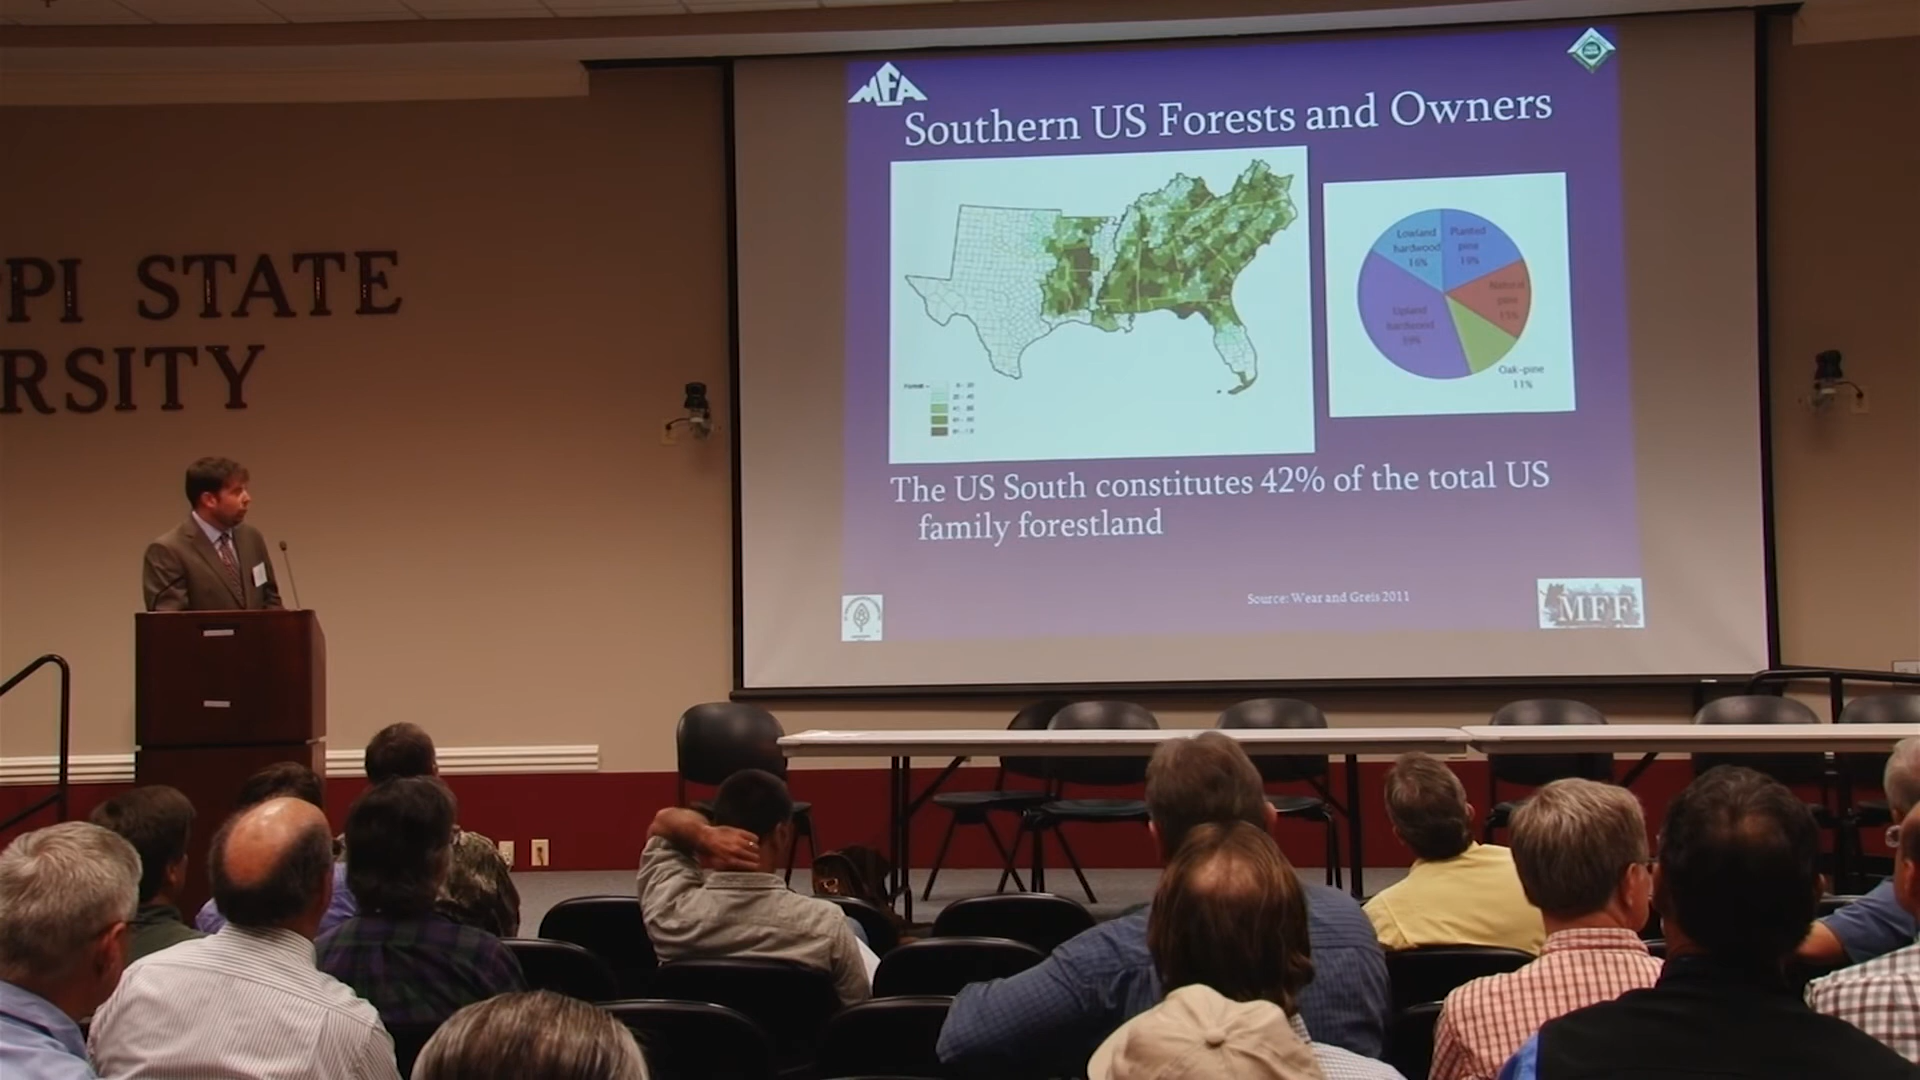 PPI STATE
RSITY
MFA
Southern US Forests and Owners
Lowland
hardwood
16%
Planted
pine
19%
Natural
pine
15%
Upland
hardwood
39%
Oak-pine
11%
The US South constitutes 42% of the total US
family forestland
Source: Wear and Greis 2011
MFF